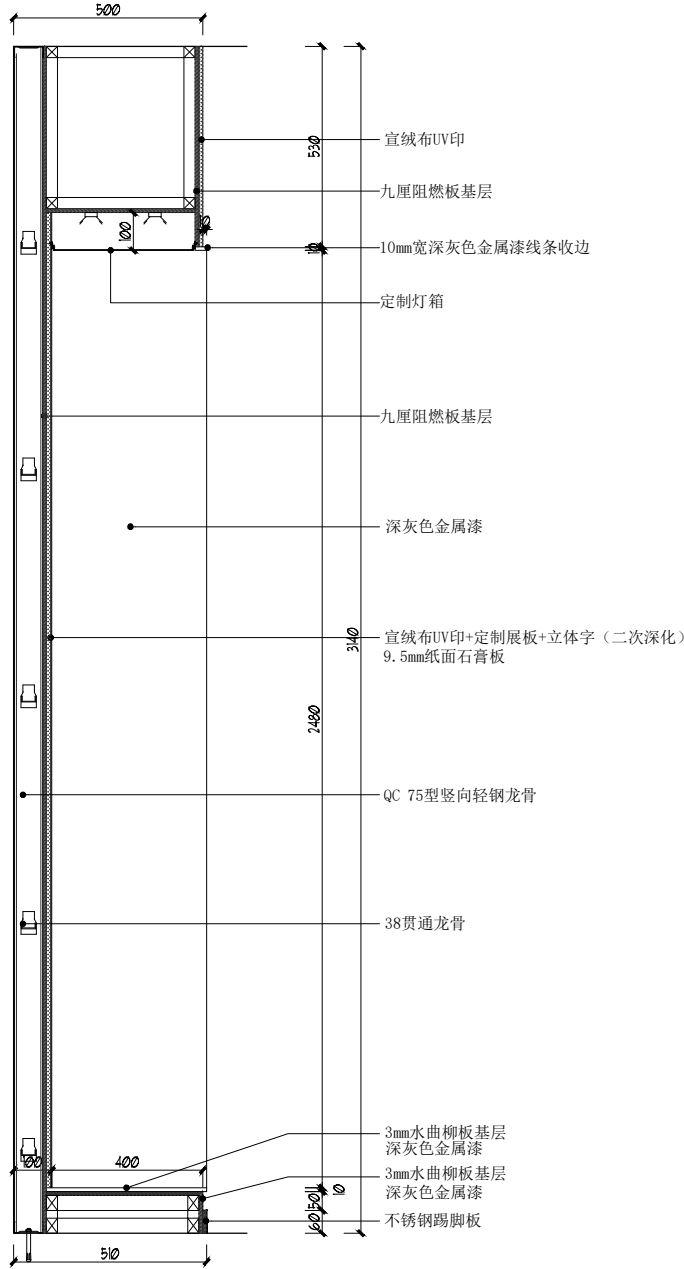 500
宣绒布UV印
530
九厘阻燃板基层
10
100
10
10mm宽深灰色金属漆线条收边
定制灯箱
九厘阻燃板基层
深灰色金属漆
宣绒布UV印+定制展板+立体字（二次深化）
9.5mm纸面石膏板
3140
2480
QC 75型竖向轻钢龙骨
38贯通龙骨
3mm水曲柳板基层
深灰色金属漆
100
400
3mm水曲柳板基层
深灰色金属漆
10
50
60
不锈钢踢脚板
510